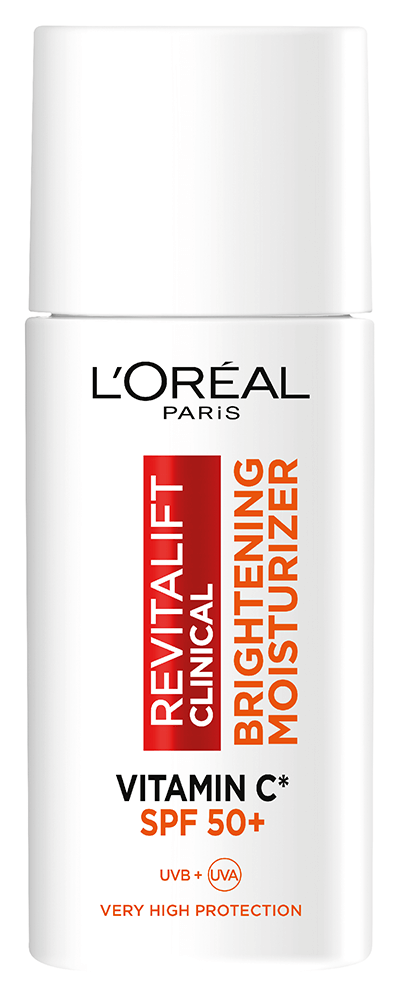 L'ORÉAL
PARiS
REVITALIFT
CLINICAL
BRIGHTENING
MOISTURIZER
VITAMIN C*
SPF 50+
UVB + UVA
VERY HIGH PROTECTION